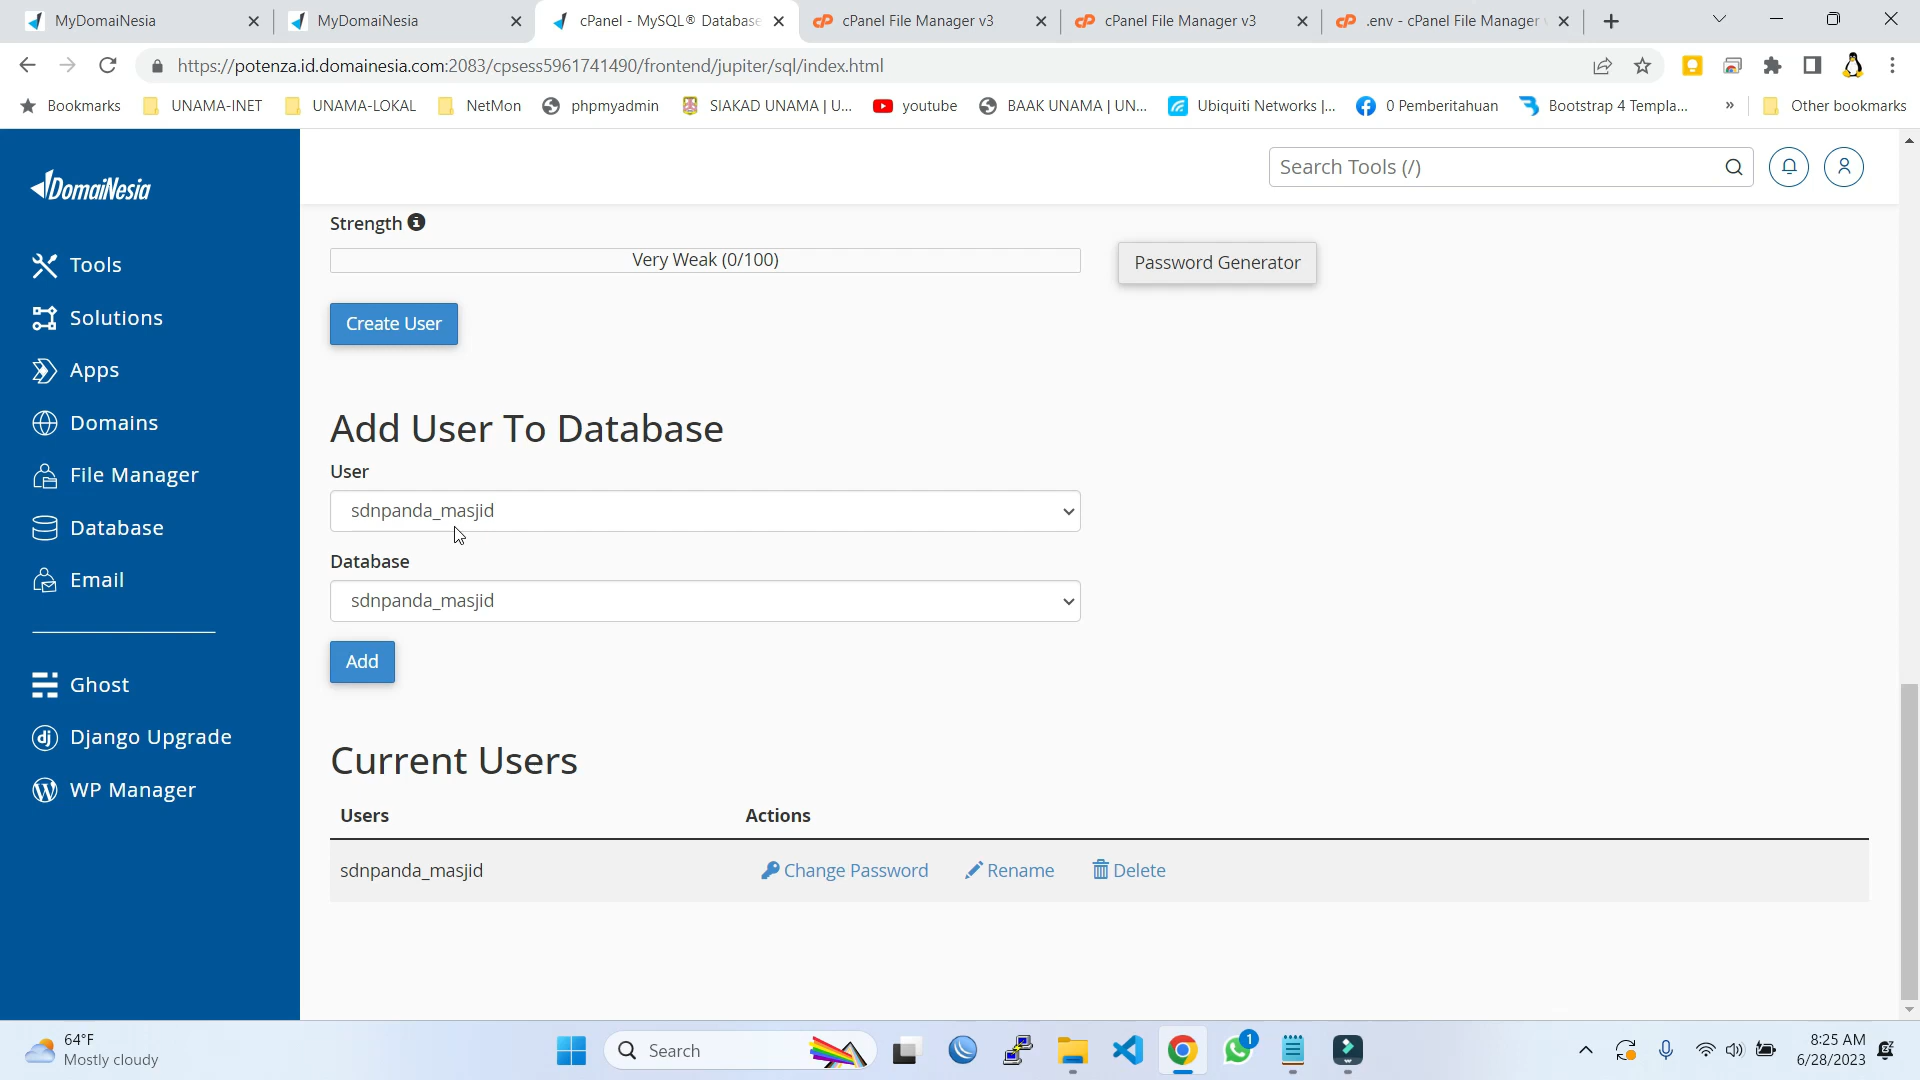 MyDomaiNesia
MyDomaiNesia
cPanel - MySQL® Database
cPanel File Manager v3
cPanel File Manager v3
.env - cPanel File Manager
https://potenza.id.domainesia.com:2083/cpsess5961741490/frontend/jupiter/sql/index.html
Bookmarks
UNAMA-INET
UNAMA-LOKAL
NetMon
phpmyadmin
SIAKAD UNAMA | U...
youtube
BAAK UNAMA | UN...
Ubiquiti Networks |...
0 Pemberitahuan
Bootstrap 4 Templa...
»
Other bookmarks
DomaiNesia
Search Tools (/)
Tools
Solutions
Apps
Domains
File Manager
Database
Email
Ghost
dj Django Upgrade
WP Manager
Strength
Very Weak (0/100)
Password Generator
Create User
Add User To Database
User
sdnpanda_masjid
Database
sdnpanda_masjid
Add
Current Users
Users Actions
sdnpanda_masjid Change Password Rename Delete
64°F
Mostly cloudy
Search
1
8:25 AM
6/28/2023